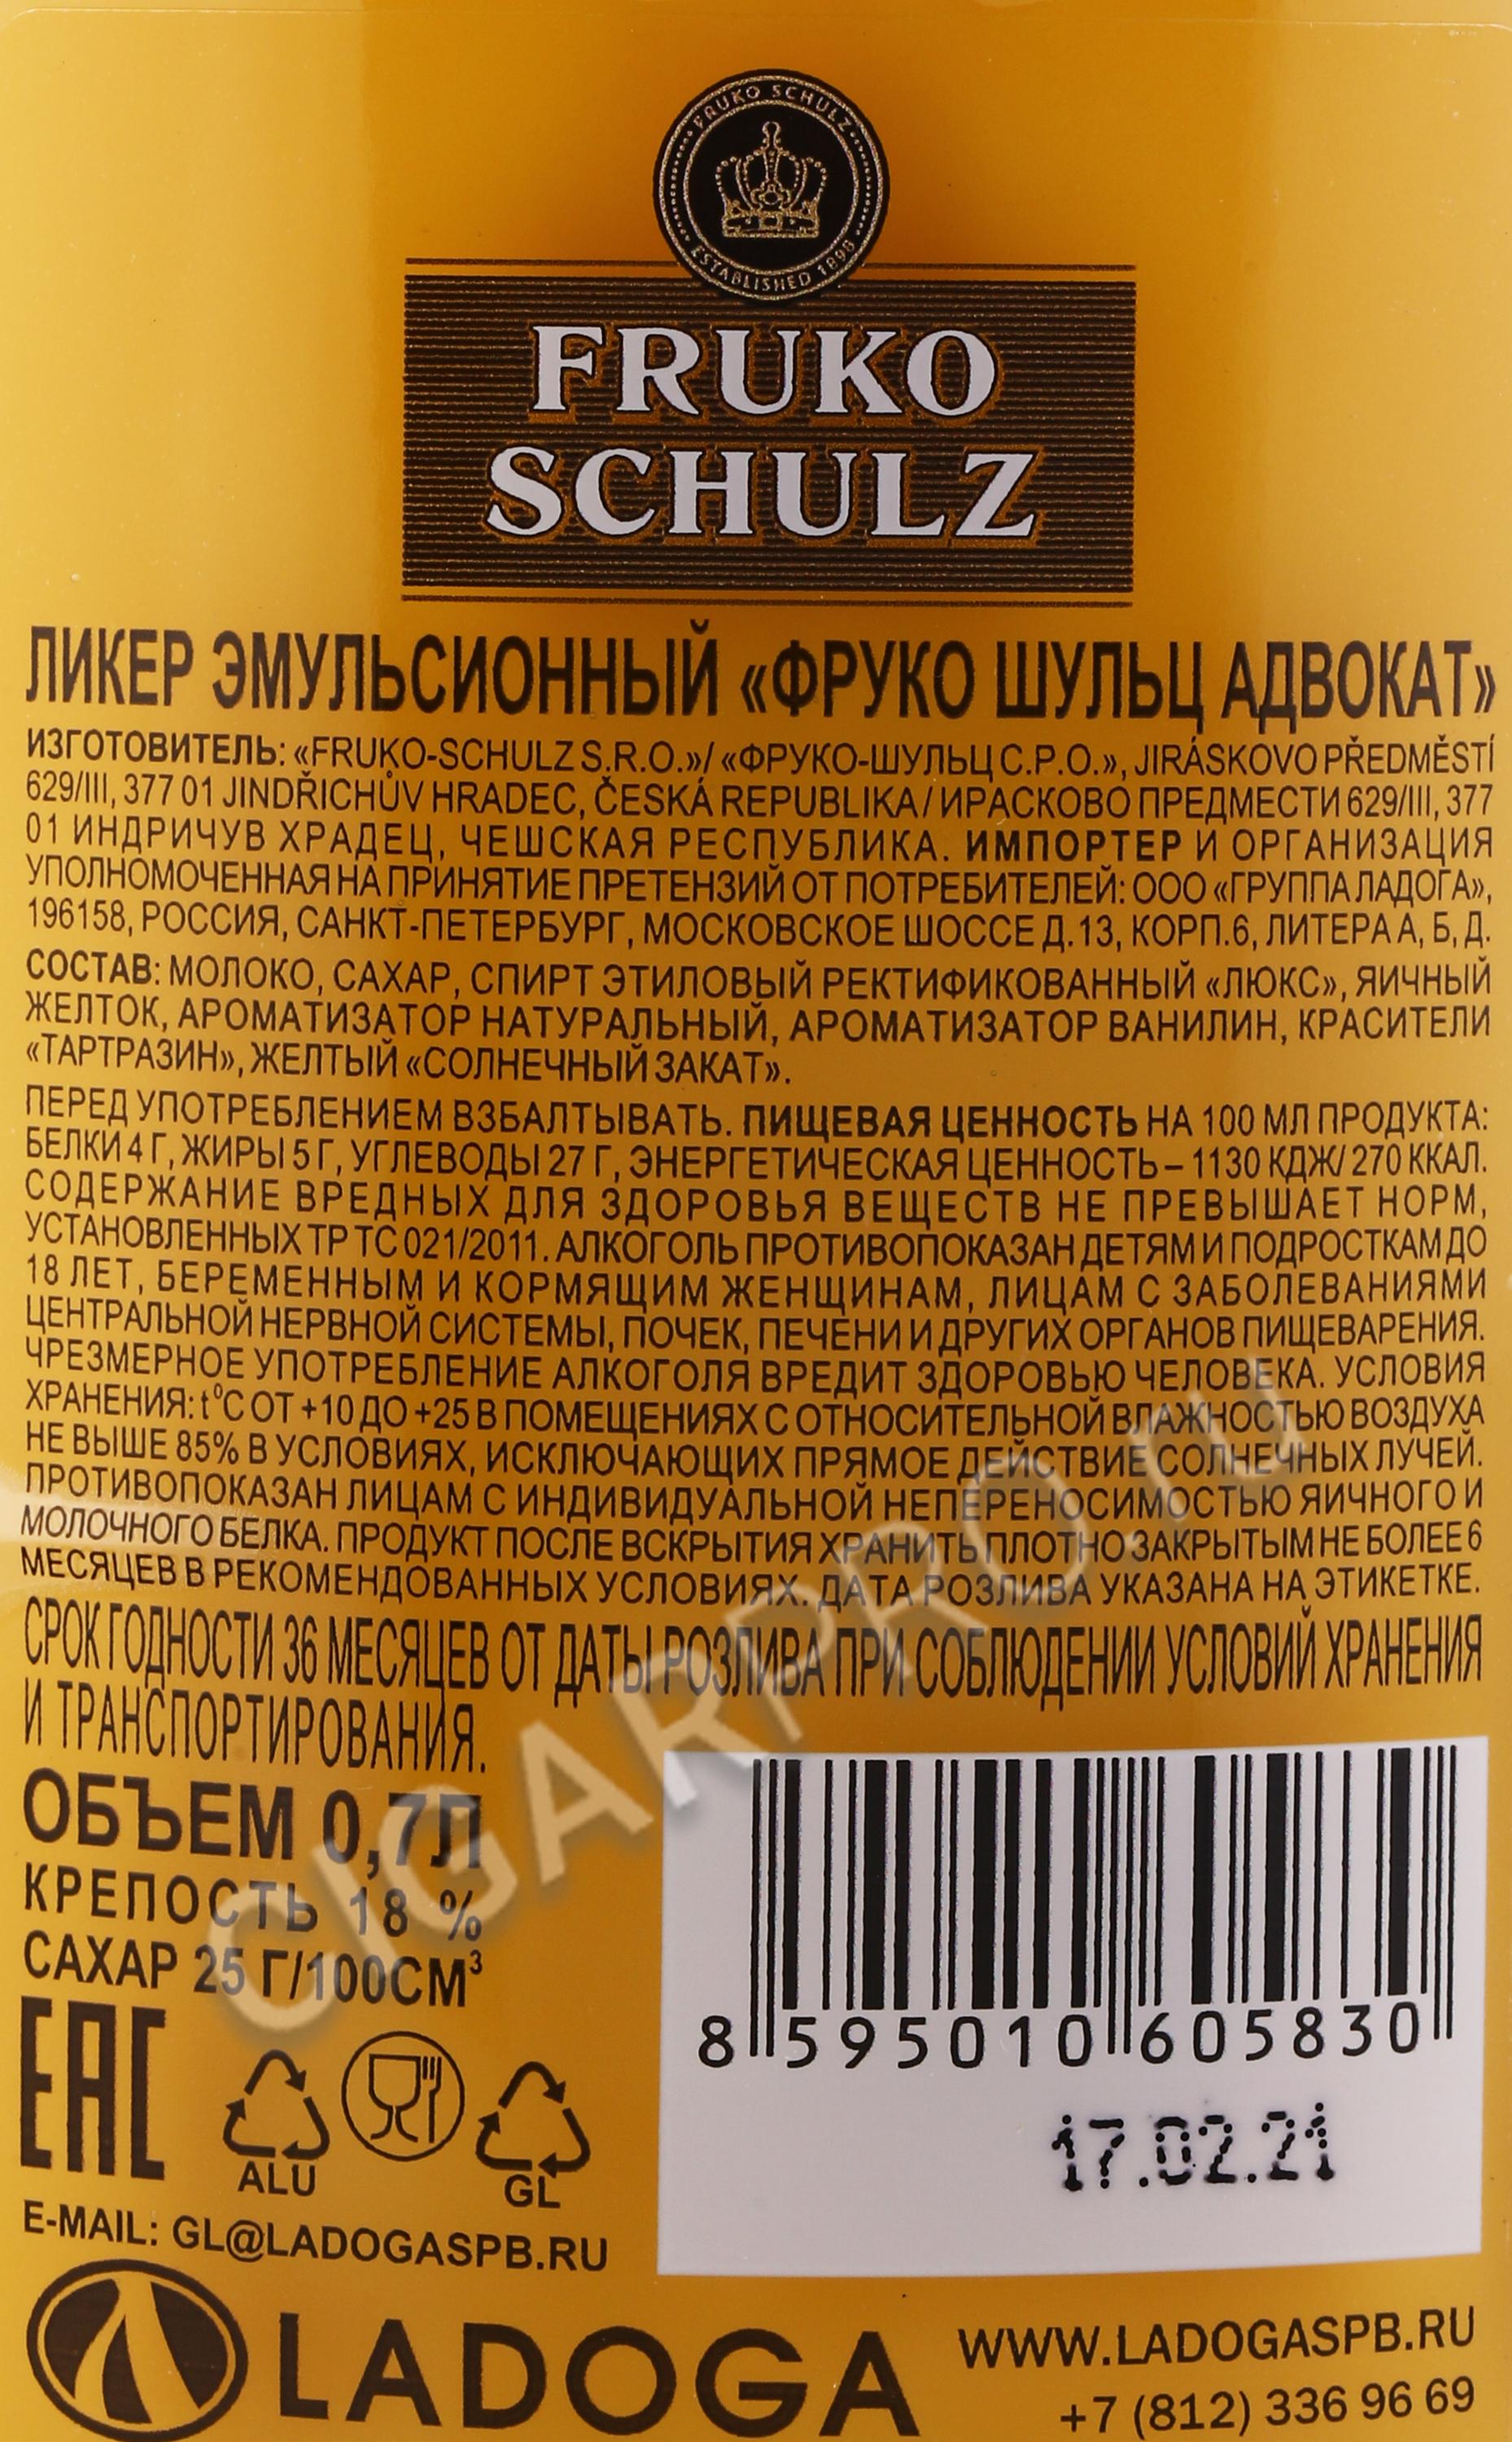 FRUKO SCHULZ
ESTABLISHED 1898
FRUKO
SCHULZ
ЛИКЕР ЭМУЛЬСИОННЫЙ «ФРУКО ШУЛЬЦ АДВОКАТ»
ИЗГОТОВИТЕЛЬ: «FRUKO-SCHULZ S.R.O.»/ «ФРУКО-ШУЛЬЦ С.Р.О.», JIRÁSKOVO PŘEDMĚSTÍ
629/III, 377 01 JINDŘICHŮV HRADEC, ČESKÁ REPUBLIKA / ИРАСКОВО ПРЕДМЕСТИ 629/III, 377
01 ИНДРИЧУВ ХРАДЕЦ, ЧЕШСКАЯ РЕСПУБЛИКА. ИМПОРТЕР И ОРГАНИЗАЦИЯ
УПОЛНОМОЧЕННАЯ НА ПРИНЯТИЕ ПРЕТЕНЗИЙ ОТ ПОТРЕБИТЕЛЕЙ: ООО «ГРУППА ЛАДОГА»,
196158, РОССИЯ, САНКТ-ПЕТЕРБУРГ, МОСКОВСКОЕ ШОССЕ Д.13, КОРП.6, ЛИТЕРА А, Б, Д.
СОСТАВ: МОЛОКО, САХАР, СПИРТ ЭТИЛОВЫЙ РЕКТИФИКОВАННЫЙ «ЛЮКС», ЯИЧНЫЙ
ЖЕЛТОК, АРОМАТИЗАТОР НАТУРАЛЬНЫЙ, АРОМАТИЗАТОР ВАНИЛИН, КРАСИТЕЛИ
«ТАРТРАЗИН», ЖЕЛТЫЙ «СОЛНЕЧНЫЙ ЗАКАТ».
ПЕРЕД УПОТРЕБЛЕНИЕМ ВЗБАЛТЫВАТЬ. ПИЩЕВАЯ ЦЕННОСТЬ НА 100 МЛ ПРОДУКТА:
БЕЛКИ 4 Г, ЖИРЫ 5 Г, УГЛЕВОДЫ 27 Г, ЭНЕРГЕТИЧЕСКАЯ ЦЕННОСТЬ – 1130 КДЖ/ 270 ККАЛ.
СОДЕРЖАНИЕ ВРЕДНЫХ ДЛЯ ЗДОРОВЬЯ ВЕЩЕСТВ НЕ ПРЕВЫШАЕТ НОРМ,
УСТАНОВЛЕННЫХ ТР ТС 021/2011. АЛКОГОЛЬ ПРОТИВОПОКАЗАН ДЕТЯМ И ПОДРОСТКАМ ДО
18 ЛЕТ, БЕРЕМЕННЫМ И КОРМЯЩИМ ЖЕНЩИНАМ, ЛИЦАМ С ЗАБОЛЕВАНИЯМИ
ЦЕНТРАЛЬНОЙ НЕРВНОЙ СИСТЕМЫ, ПОЧЕК, ПЕЧЕНИ И ДРУГИХ ОРГАНОВ ПИЩЕВАРЕНИЯ.
ЧРЕЗМЕРНОЕ УПОТРЕБЛЕНИЕ АЛКОГОЛЯ ВРЕДИТ ЗДОРОВЬЮ ЧЕЛОВЕКА. УСЛОВИЯ
ХРАНЕНИЯ: t°C ОТ +10 ДО +25 В ПОМЕЩЕНИЯХ С ОТНОСИТЕЛЬНОЙ ВЛАЖНОСТЬЮ ВОЗДУХА
НЕ ВЫШЕ 85% В УСЛОВИЯХ, ИСКЛЮЧАЮЩИХ ПРЯМОЕ ДЕЙСТВИЕ СОЛНЕЧНЫХ ЛУЧЕЙ.
ПРОТИВОПОКАЗАН ЛИЦАМ С ИНДИВИДУАЛЬНОЙ НЕПЕРЕНОСИМОСТЬЮ ЯИЧНОГО И
МОЛОЧНОГО БЕЛКА. ПРОДУКТ ПОСЛЕ ВСКРЫТИЯ ХРАНИТЬ ПЛОТНО ЗАКРЫТЫМ НЕ БОЛЕЕ 6
МЕСЯЦЕВ В РЕКОМЕНДОВАННЫХ УСЛОВИЯХ. ДАТА РОЗЛИВА УКАЗАНА НА ЭТИКЕТКЕ.
СРОК ГОДНОСТИ 36 МЕСЯЦЕВ ОТ ДАТЫ РОЗЛИВА ПРИ СОБЛЮДЕНИИ УСЛОВИЙ ХРАНЕНИЯ
И ТРАНСПОРТИРОВАНИЯ.
ОБЪЕМ 0,7Л
КРЕПОСТЬ 18 %
САХАР 25 Г/100СМ³
CIGARPRO.ru
8 595010 605830
17.02.21
EAC
ALU
GL
E-MAIL: GL@LADOGASPB.RU
LADOGA
WWW.LADOGASPB.RU
+7 (812) 336 96 69